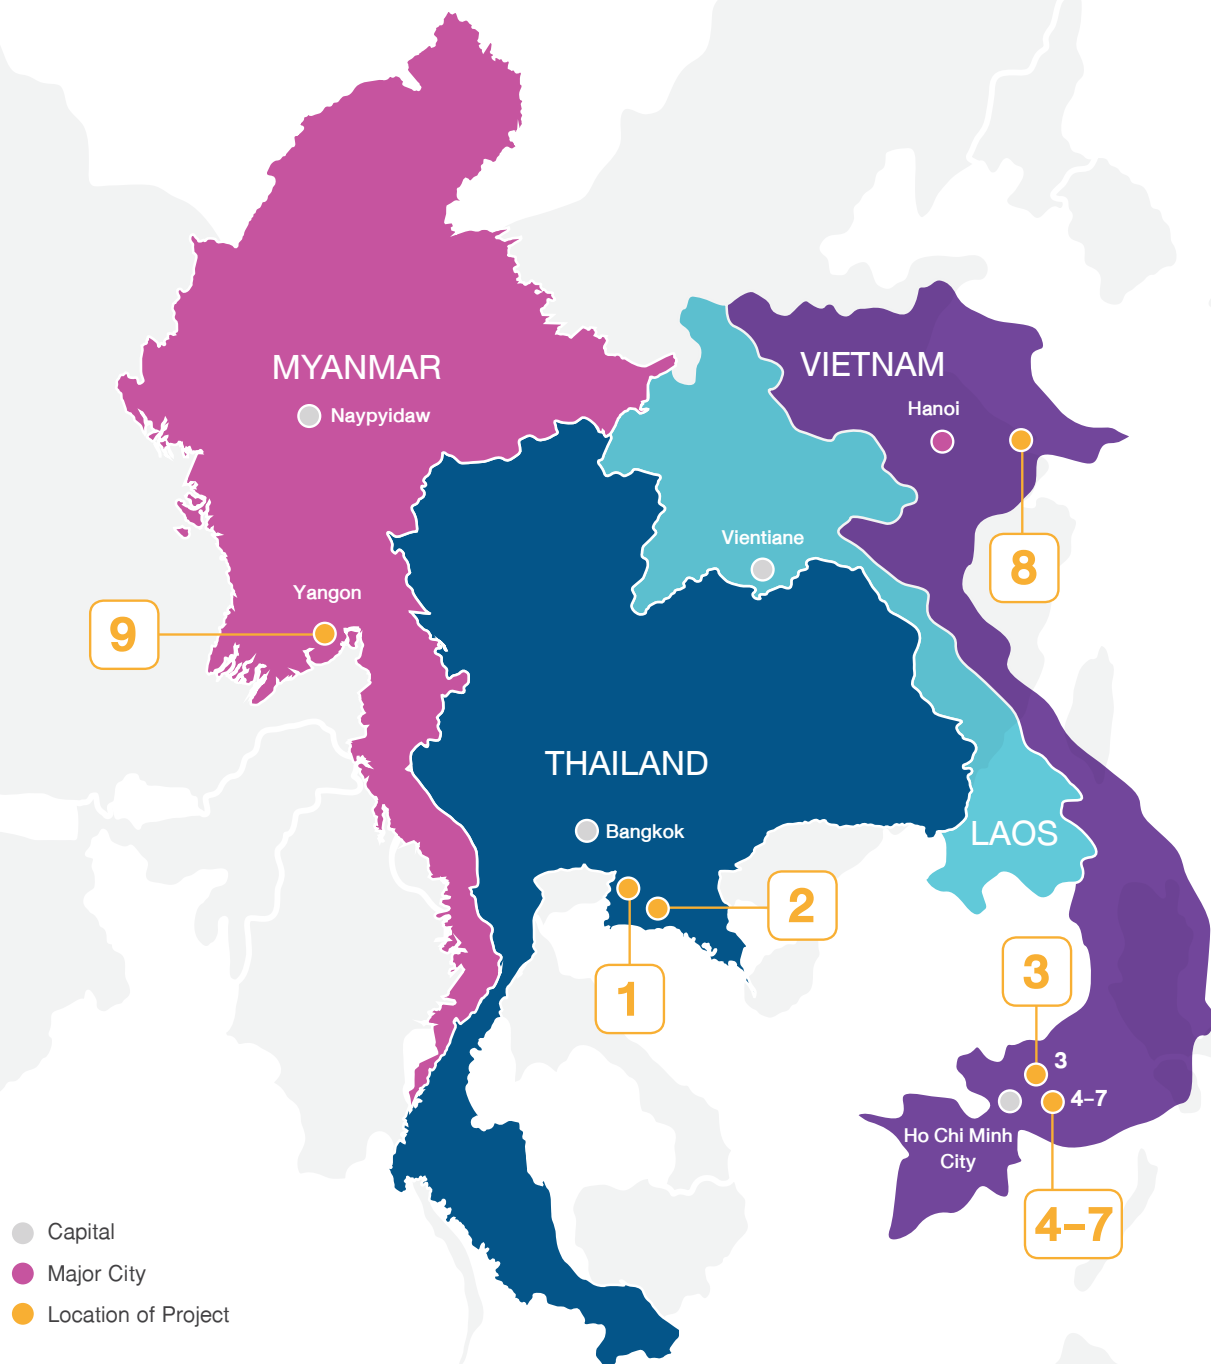 MYANMAR
Naypyidaw
VIETNAM
Hanoi
8
Vientiane
Yangon
9
THAILAND
Bangkok
LAOS
2
1
3
3
4–7
Ho Chi Minh
City
4–7
Capital
Major City
Location of Project